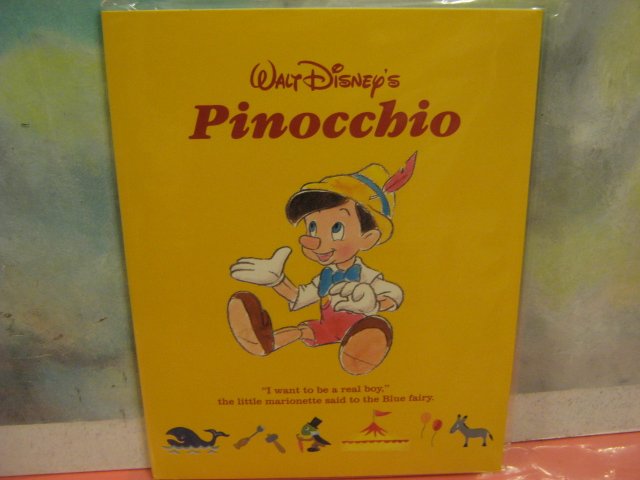 Walt Disney's
Pinocchio
"I want to be a real boy,"
the little marionette said to the Blue fairy.